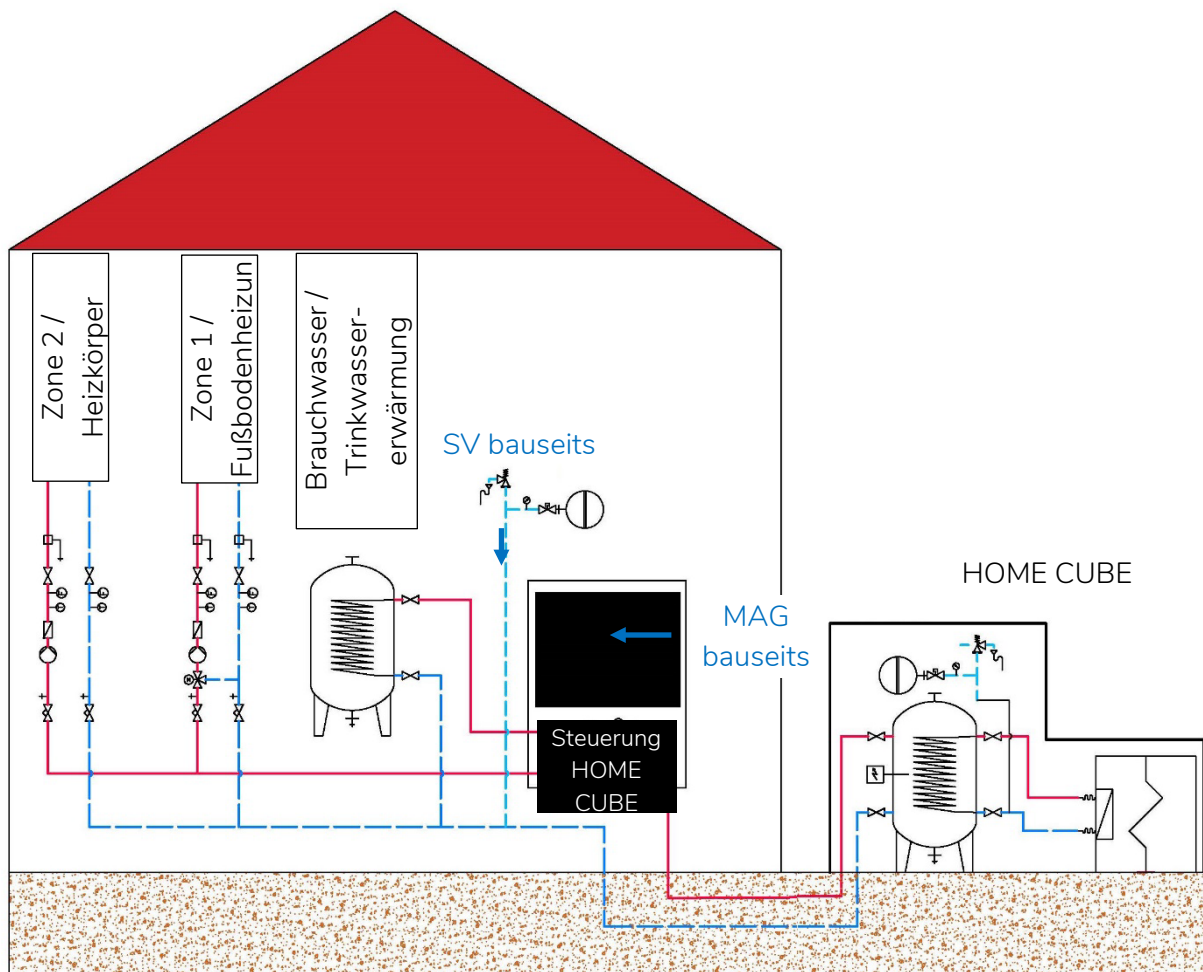 Zone 2 /
Heizkörper
Zone 1 /
Fußbodenheizun
Brauchwasser /
Trinkwasser-
erwärmung
SV bauseits
MAG
bauseits
HOME CUBE
Steuerung
HOME
CUBE